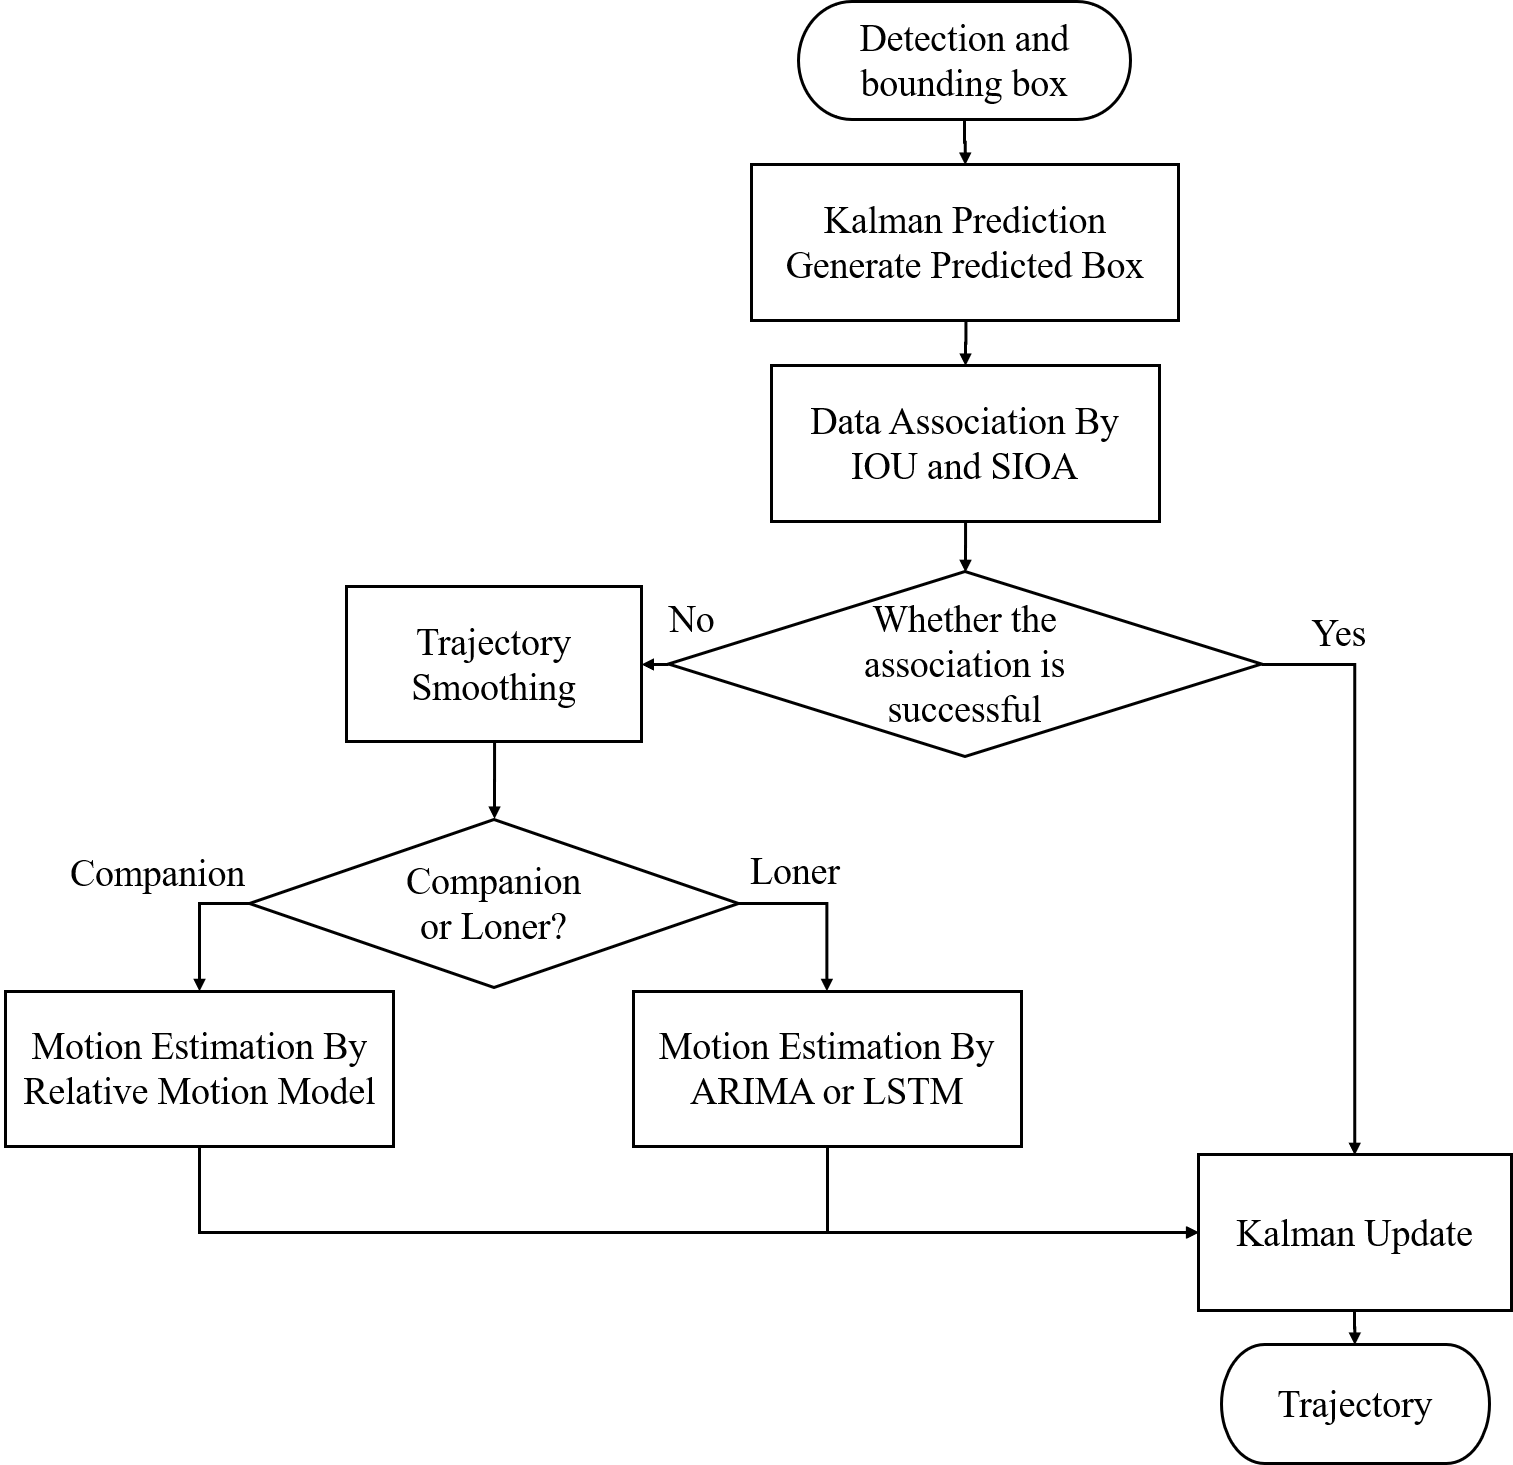 Detection and
bounding box
Kalman Prediction
Generate Predicted Box
Data Association By
IOU and SIOA
Whether the
association is
successful
No
Yes
Trajectory
Smoothing
Companion
or Loner?
Companion
Loner
Motion Estimation By
Relative Motion Model
Motion Estimation By
ARIMA or LSTM
Kalman Update
Trajectory